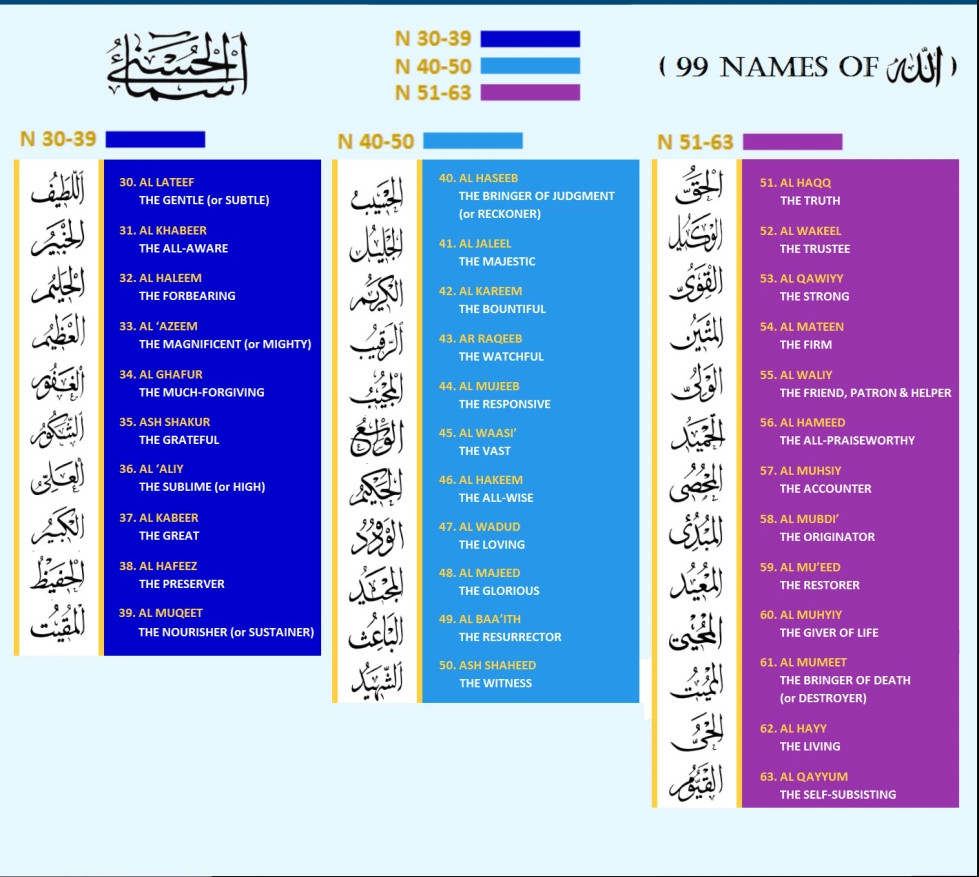 أسماء الحسنى
N 30-39
N 40-50
N 51-63
( 99 NAMES OF الله )
N 30-39
اللطيف
30. AL LATEEF
THE GENTLE (or SUBTLE)
الخبير
31. AL KHABEER
THE ALL-AWARE
الحليم
32. AL HALEEM
THE FORBEARING
العظيم
33. AL ‘AZEEM
THE MAGNIFICENT (or MIGHTY)
الغفور
34. AL GHAFUR
THE MUCH-FORGIVING
الشكور
35. ASH SHAKUR
THE GRATEFUL
العلي
36. AL ‘ALIY
THE SUBLIME (or HIGH)
الكبير
37. AL KABEER
THE GREAT
الحفيظ
38. AL HAFEEZ
THE PRESERVER
المقيت
39. AL MUQEET
THE NOURISHER (or SUSTAINER)
N 40-50
الحسيب
40. AL HASEEB
THE BRINGER OF JUDGMENT
(or RECKONER)
الجليل
41. AL JALEEL
THE MAJESTIC
الكريم
42. AL KAREEM
THE BOUNTIFUL
الرقيب
43. AR RAQEEB
THE WATCHFUL
المجيب
44. AL MUJEEB
THE RESPONSIVE
الواسع
45. AL WAASI’
THE VAST
الحكيم
46. AL HAKEEM
THE ALL-WISE
الودود
47. AL WADUD
THE LOVING
المجيد
48. AL MAJEED
THE GLORIOUS
الباعث
49. AL BAA’ITH
THE RESURRECTOR
الشهيد
50. ASH SHAHEED
THE WITNESS
N 51-63
الحق
51. AL HAQQ
THE TRUTH
الوكيل
52. AL WAKEEL
THE TRUSTEE
القوي
53. AL QAWIYY
THE STRONG
المتين
54. AL MATEEN
THE FIRM
الولي
55. AL WALIY
THE FRIEND, PATRON & HELPER
الحميد
56. AL HAMEED
THE ALL-PRAISEWORTHY
المحصي
57. AL MUHSIY
THE ACCOUNTER
المبدئ
58. AL MUBDI’
THE ORIGINATOR
المعيد
59. AL MU’EED
THE RESTORER
المحيي
60. AL MUHYIY
THE GIVER OF LIFE
المميت
61. AL MUMEET
THE BRINGER OF DEATH
(or DESTROYER)
الحي
62. AL HAYY
THE LIVING
القيوم
63. AL QAYYUM
THE SELF-SUBSISTING